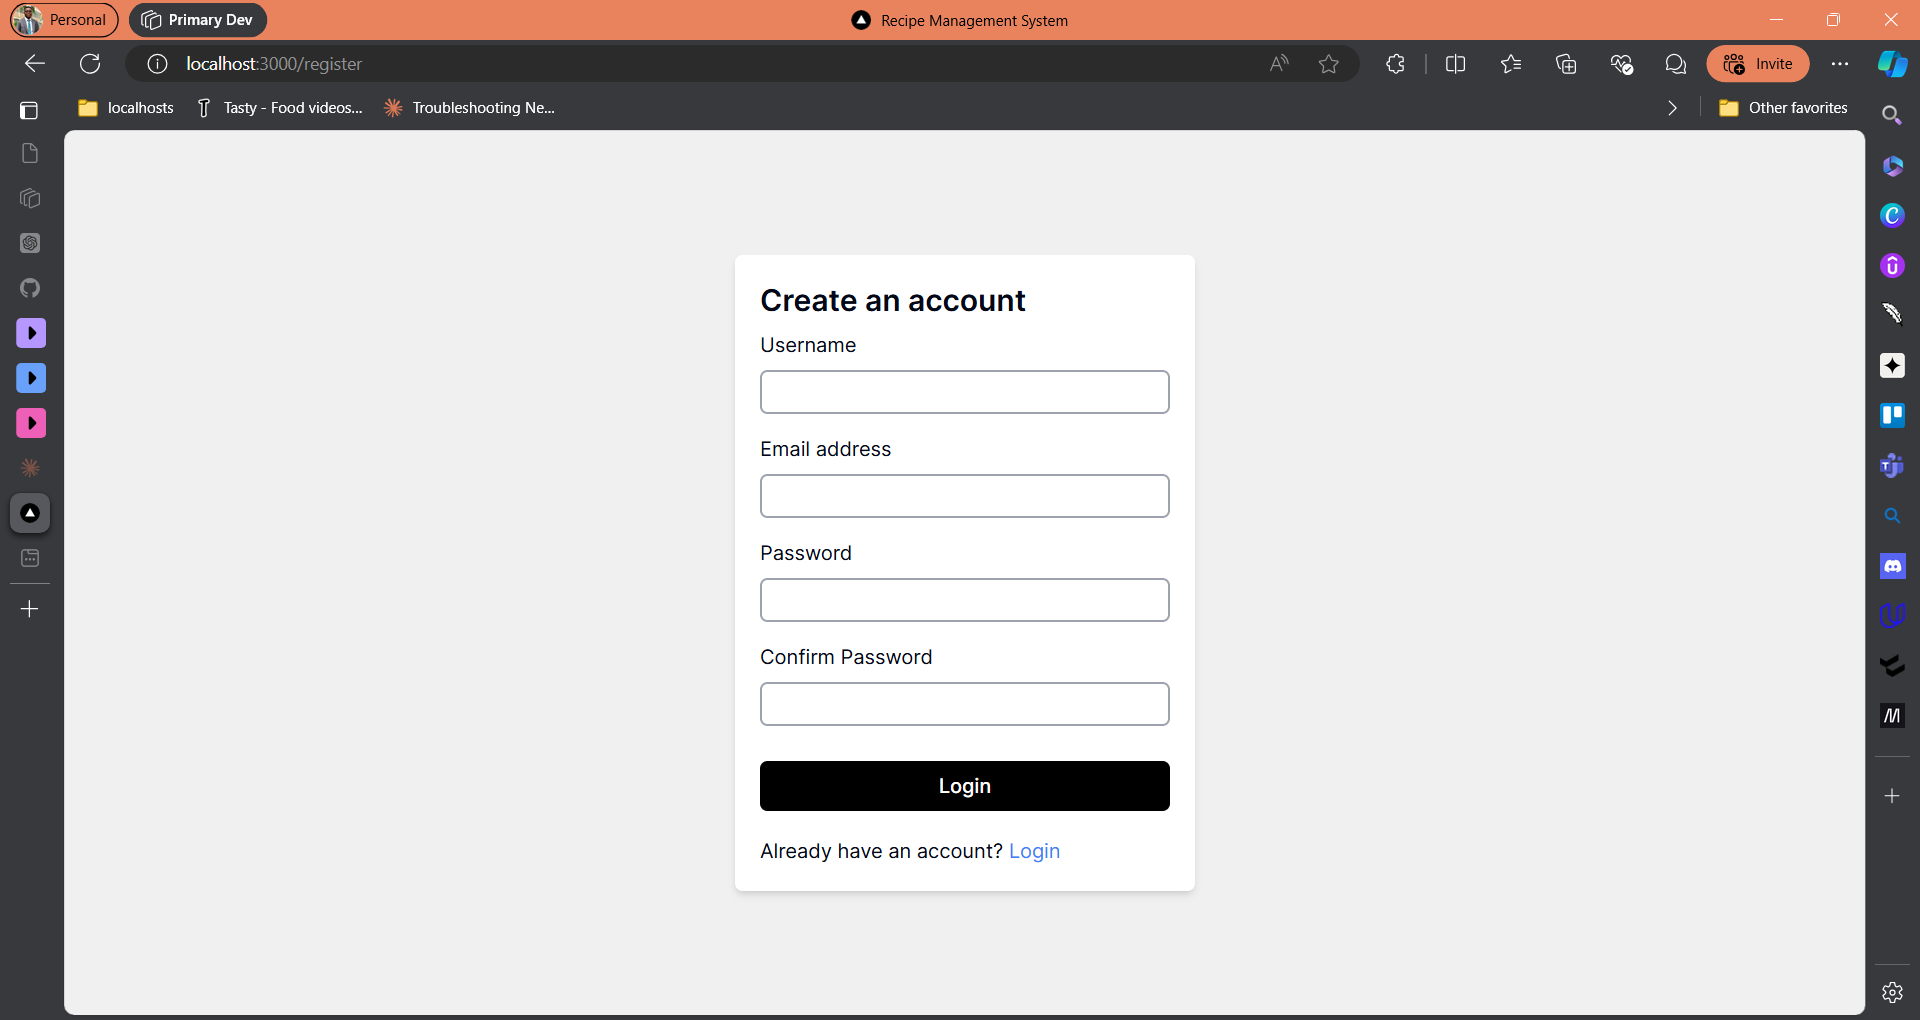 Personal
Primary Dev
Recipe Management System
localhost:3000/register
Invite
localhosts
Tasty - Food videos...
Troubleshooting Ne...
Other favorites
Create an account
Username
Email address
Password
Confirm Password
Login
Already have an account? Login